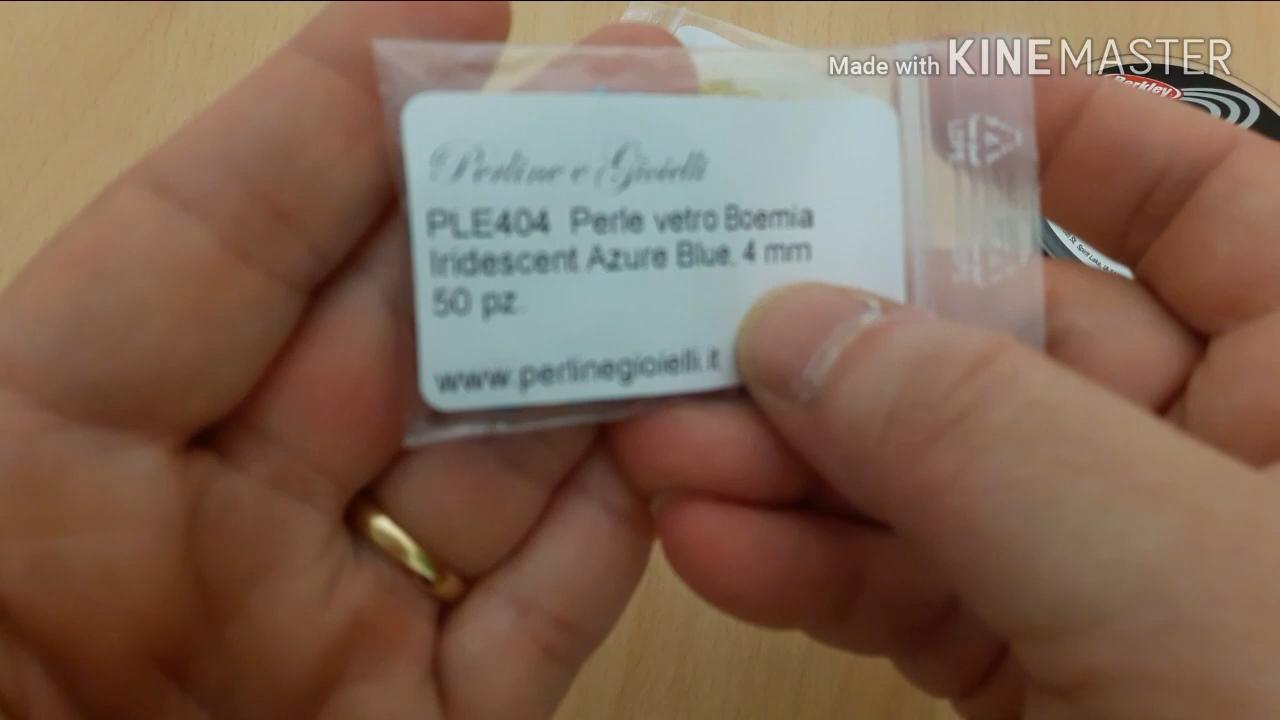 Made with KINEMASTER
Berkley
Perline e Gioielli
PLE404 Perle vetro Boemia
Iridescent Azure Blue, 4 mm
50 pz.
www.perlinegioielli.it